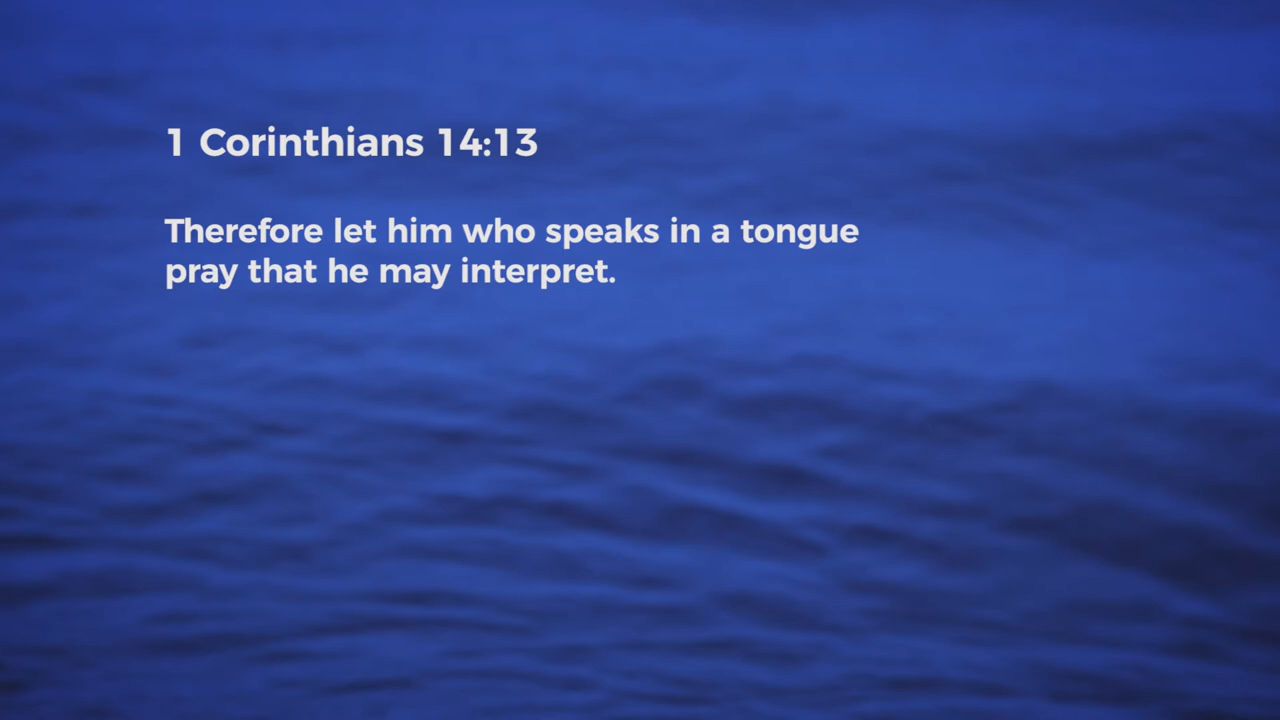 1 Corinthians 14:13
Therefore let him who speaks in a tongue
pray that he may interpret.